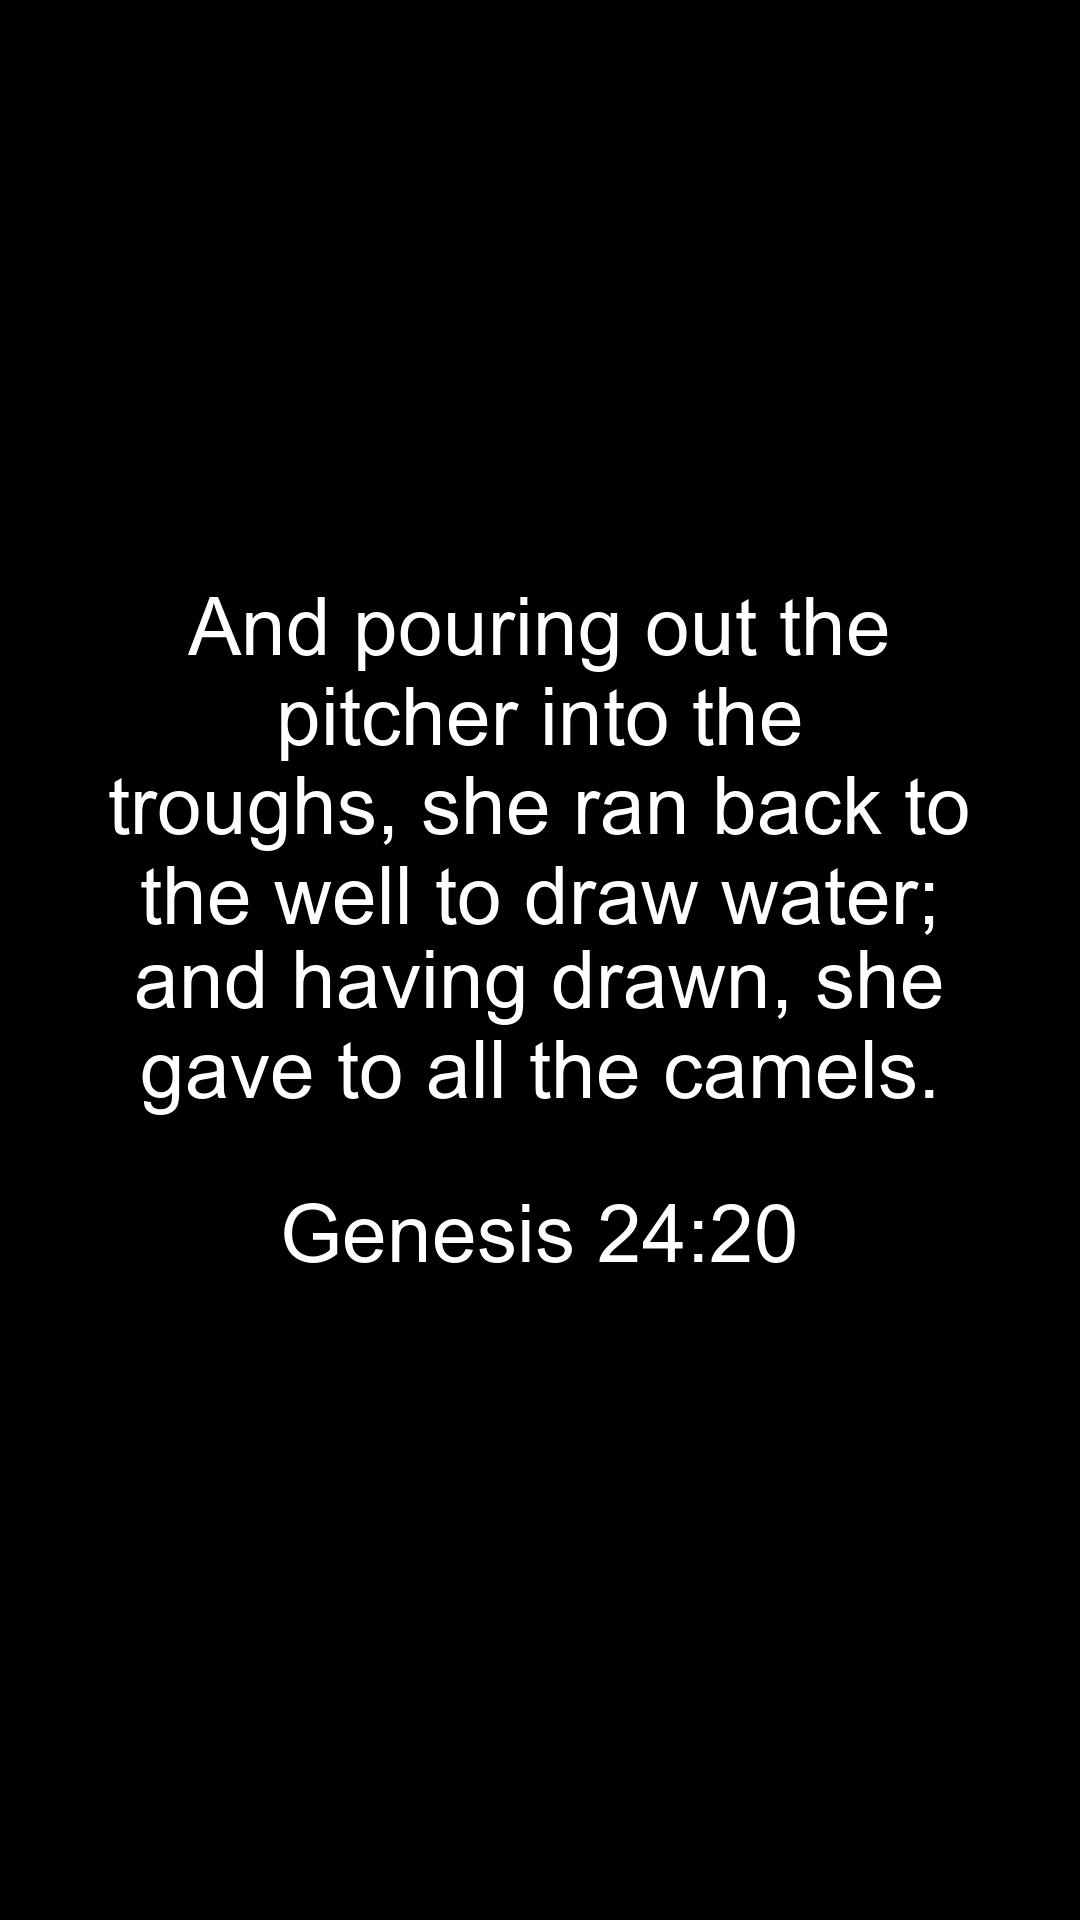 And pouring out the
pitcher into the
troughs, she ran back to
the well to draw water;
and having drawn, she
gave to all the camels.
Genesis 24:20